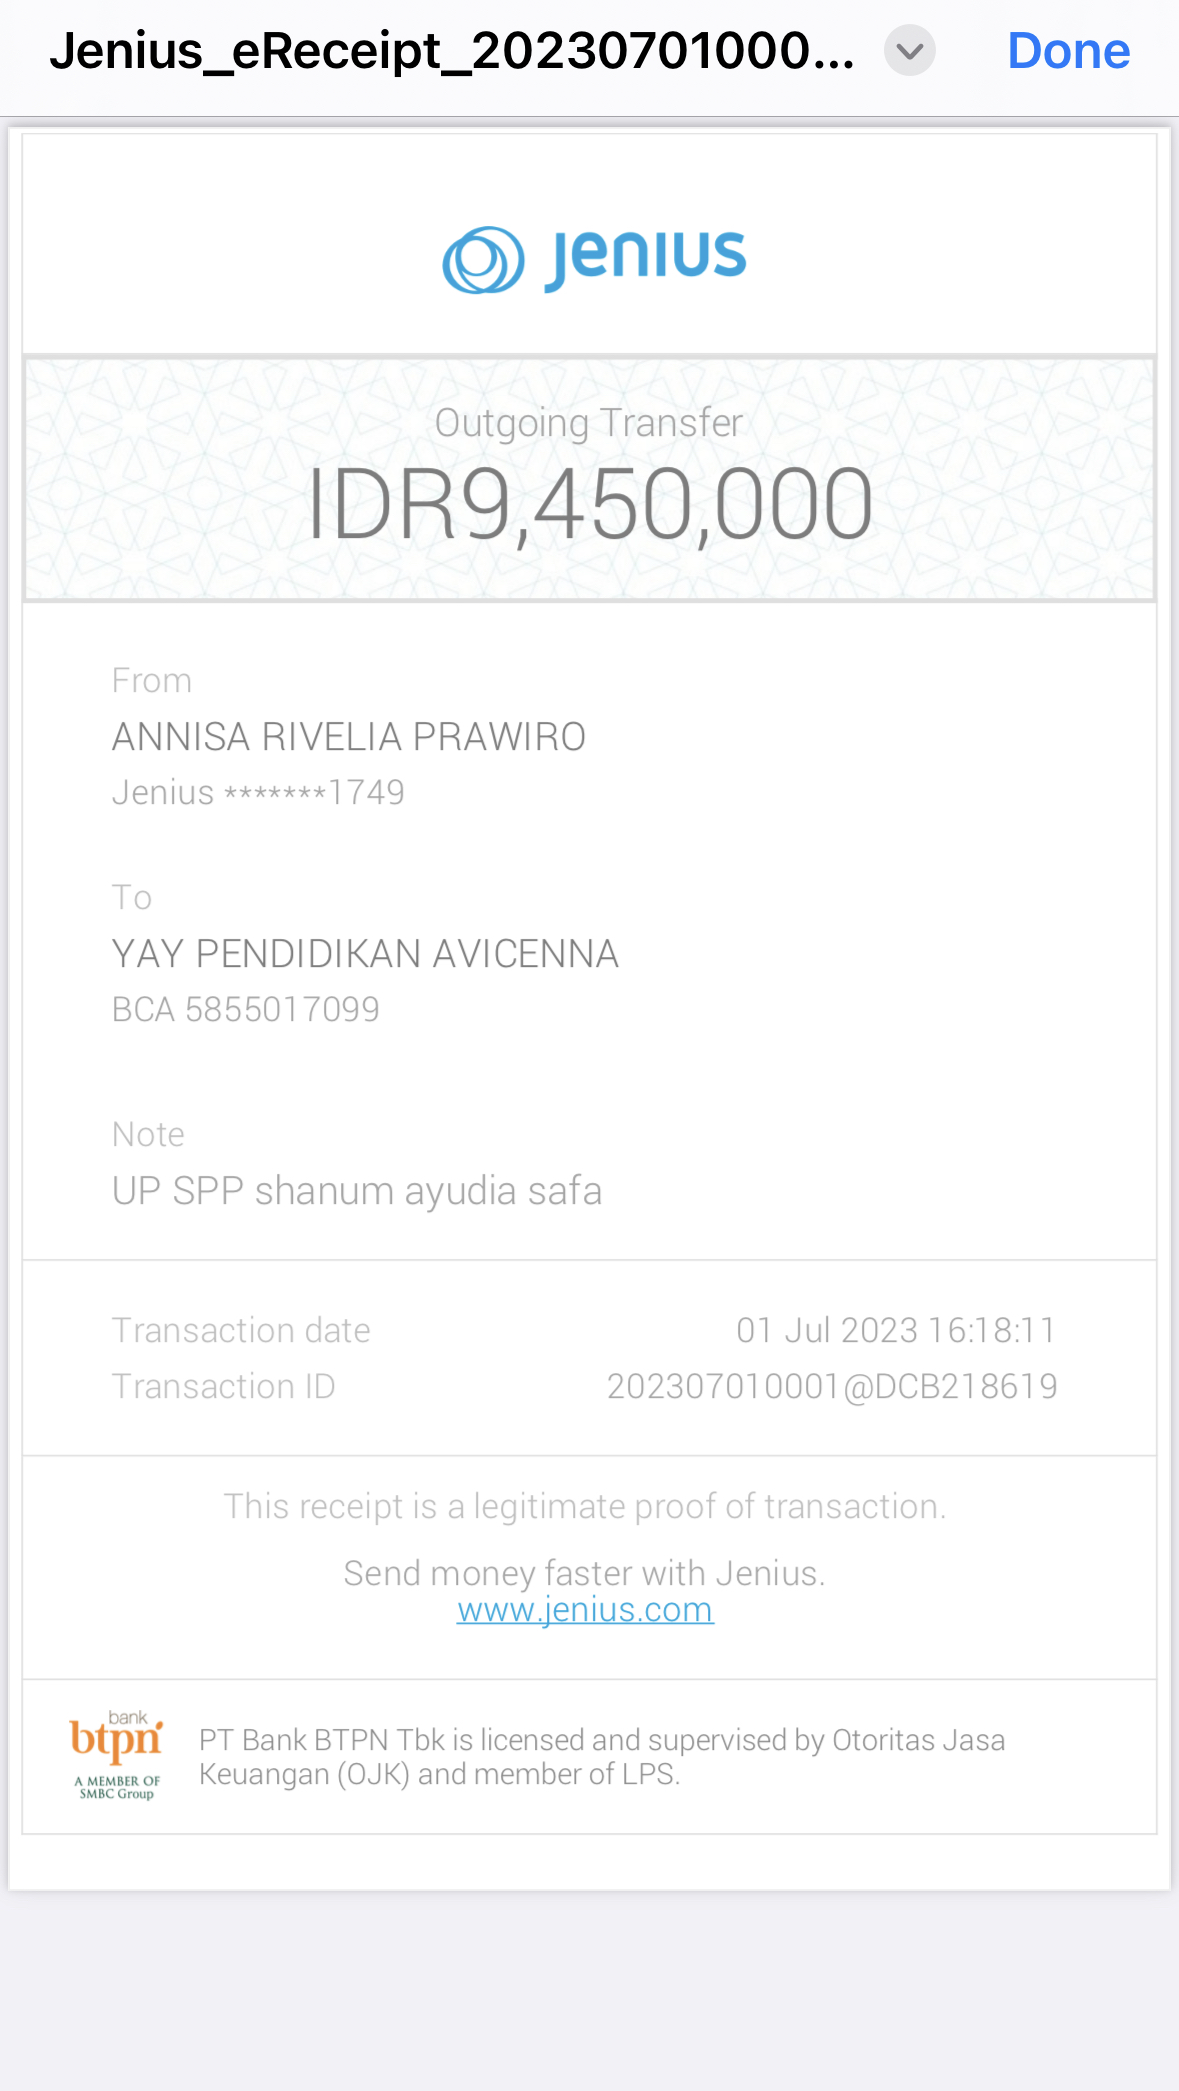 Jenius_eReceipt_20230701000...
Done
jenius
Outgoing Transfer
IDR9,450,000
From
ANNISA RIVELIA PRAWIRO
Jenius *******1749
To
YAY PENDIDIKAN AVICENNA
BCA 5855017099
Note
UP SPP shanum ayudia safa
Transaction date 01 Jul 2023 16:18:11
Transaction ID 202307010001@DCB218619
This receipt is a legitimate proof of transaction.
Send money faster with Jenius.
www.jenius.com
bank
btpn
A MEMBER OF
SMBC Group
PT Bank BTPN Tbk is licensed and supervised by Otoritas Jasa
Keuangan (OJK) and member of LPS.